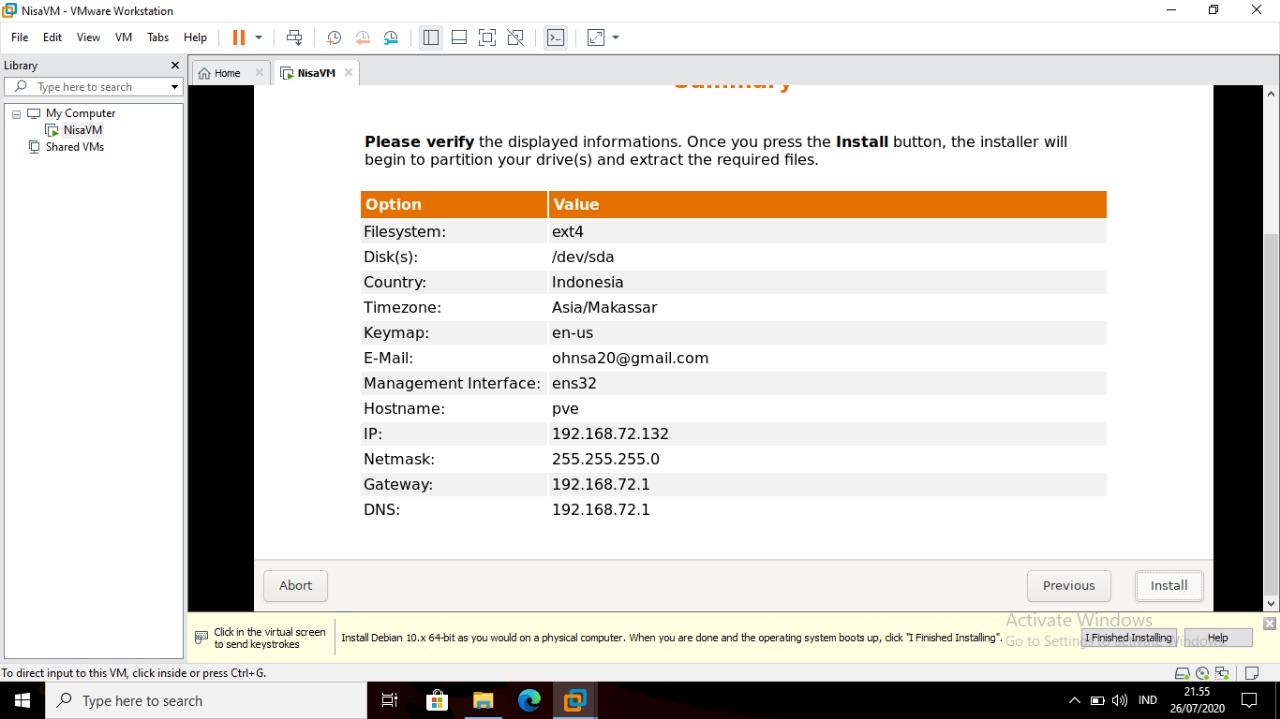 NisaVM - VMware Workstation
File Edit View VM Tabs Help
Library
Type here to search
My Computer
NisaVM
Shared VMs
Home
NisaVM
Summary
Please verify the displayed informations. Once you press the Install button, the installer will
begin to partition your drive(s) and extract the required files.
Option Value
Filesystem: ext4
Disk(s): /dev/sda
Country: Indonesia
Timezone: Asia/Makassar
Keymap: en-us
E-Mail: ohnsa20@gmail.com
Management Interface: ens32
Hostname: pve
IP: 192.168.72.132
Netmask: 255.255.255.0
Gateway: 192.168.72.1
DNS: 192.168.72.1
Abort Previous Install
Click in the virtual screen
to send keystrokes
Install Debian 10.x 64-bit as you would on a physical computer. When you are done and the operating system boots up, click "I Finished Installing".
I Finished Installing Help
Activate Windows
Go to Settings to activate Windows.
To direct input to this VM, click inside or press Ctrl+G.
Type here to search
IND
21.55
26/07/2020